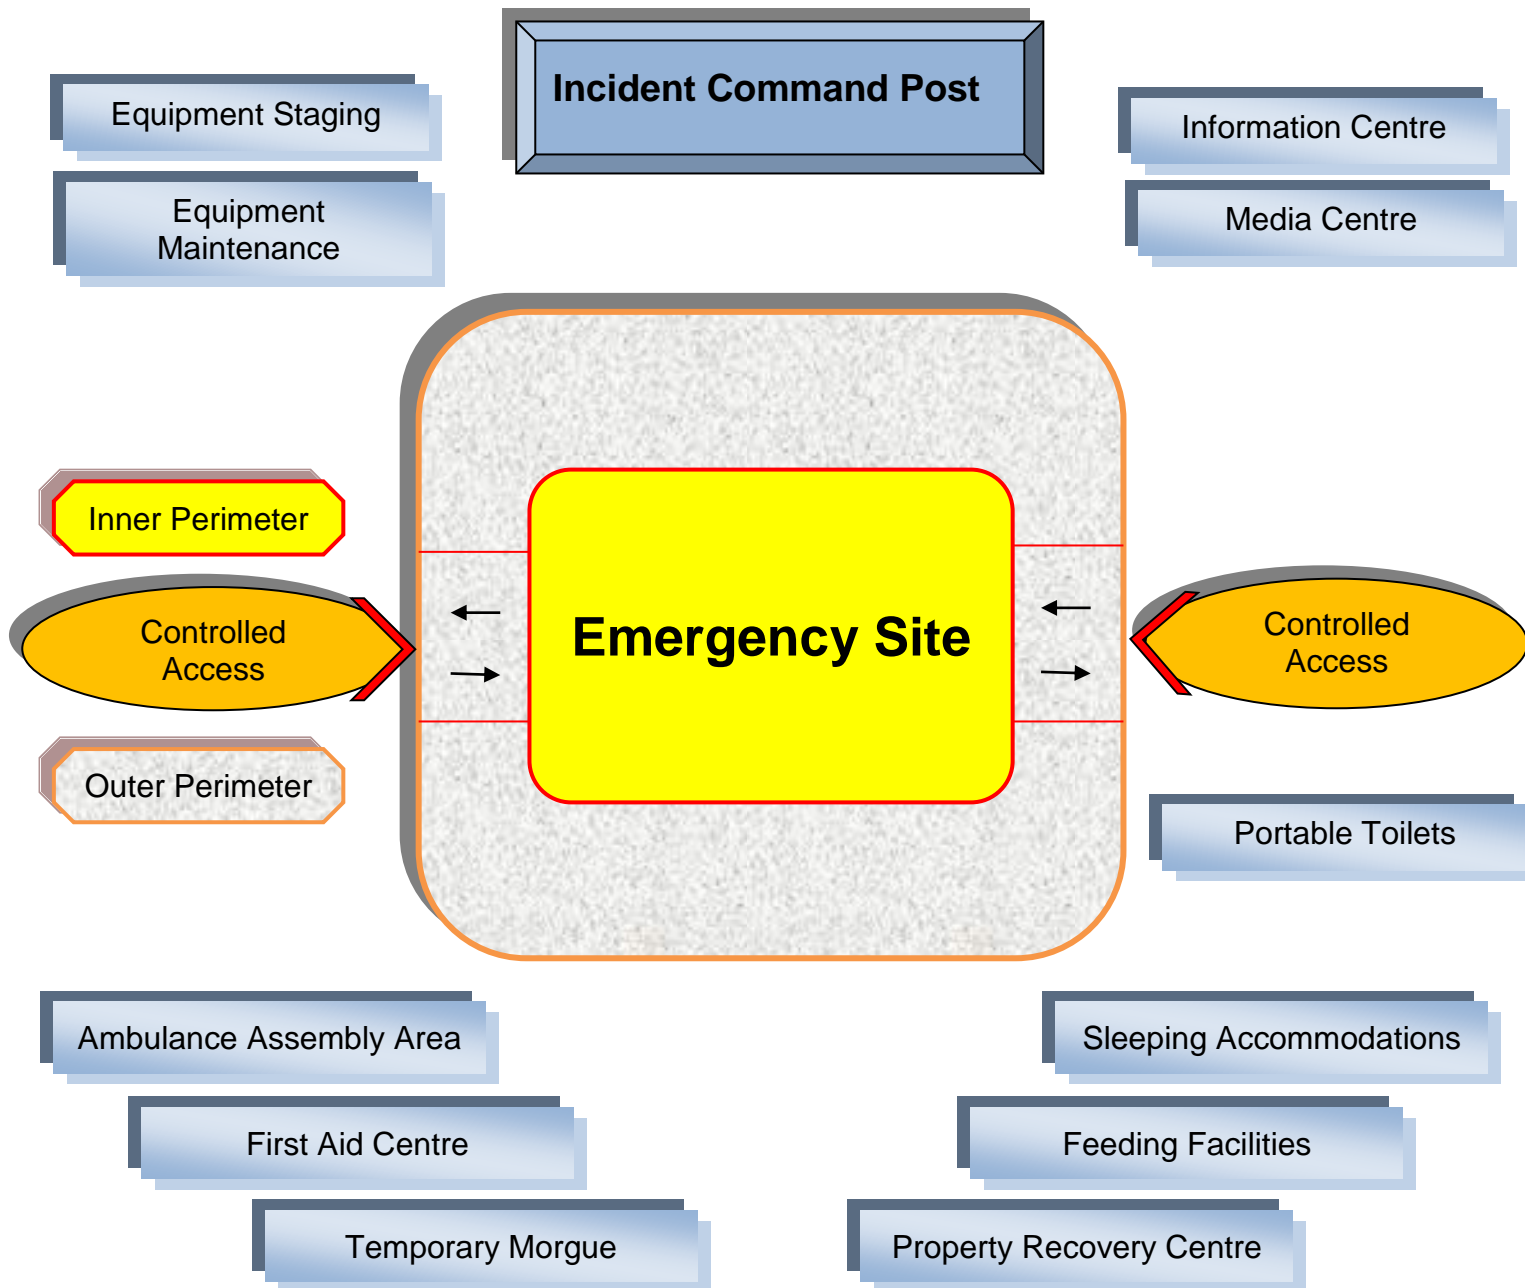 Incident Command Post
Equipment Staging
Information Centre
Equipment
Maintenance
Media Centre
Inner Perimeter
Controlled
Access
Emergency Site
Controlled
Access
Outer Perimeter
Portable Toilets
Ambulance Assembly Area
Sleeping Accommodations
First Aid Centre
Feeding Facilities
Temporary Morgue
Property Recovery Centre